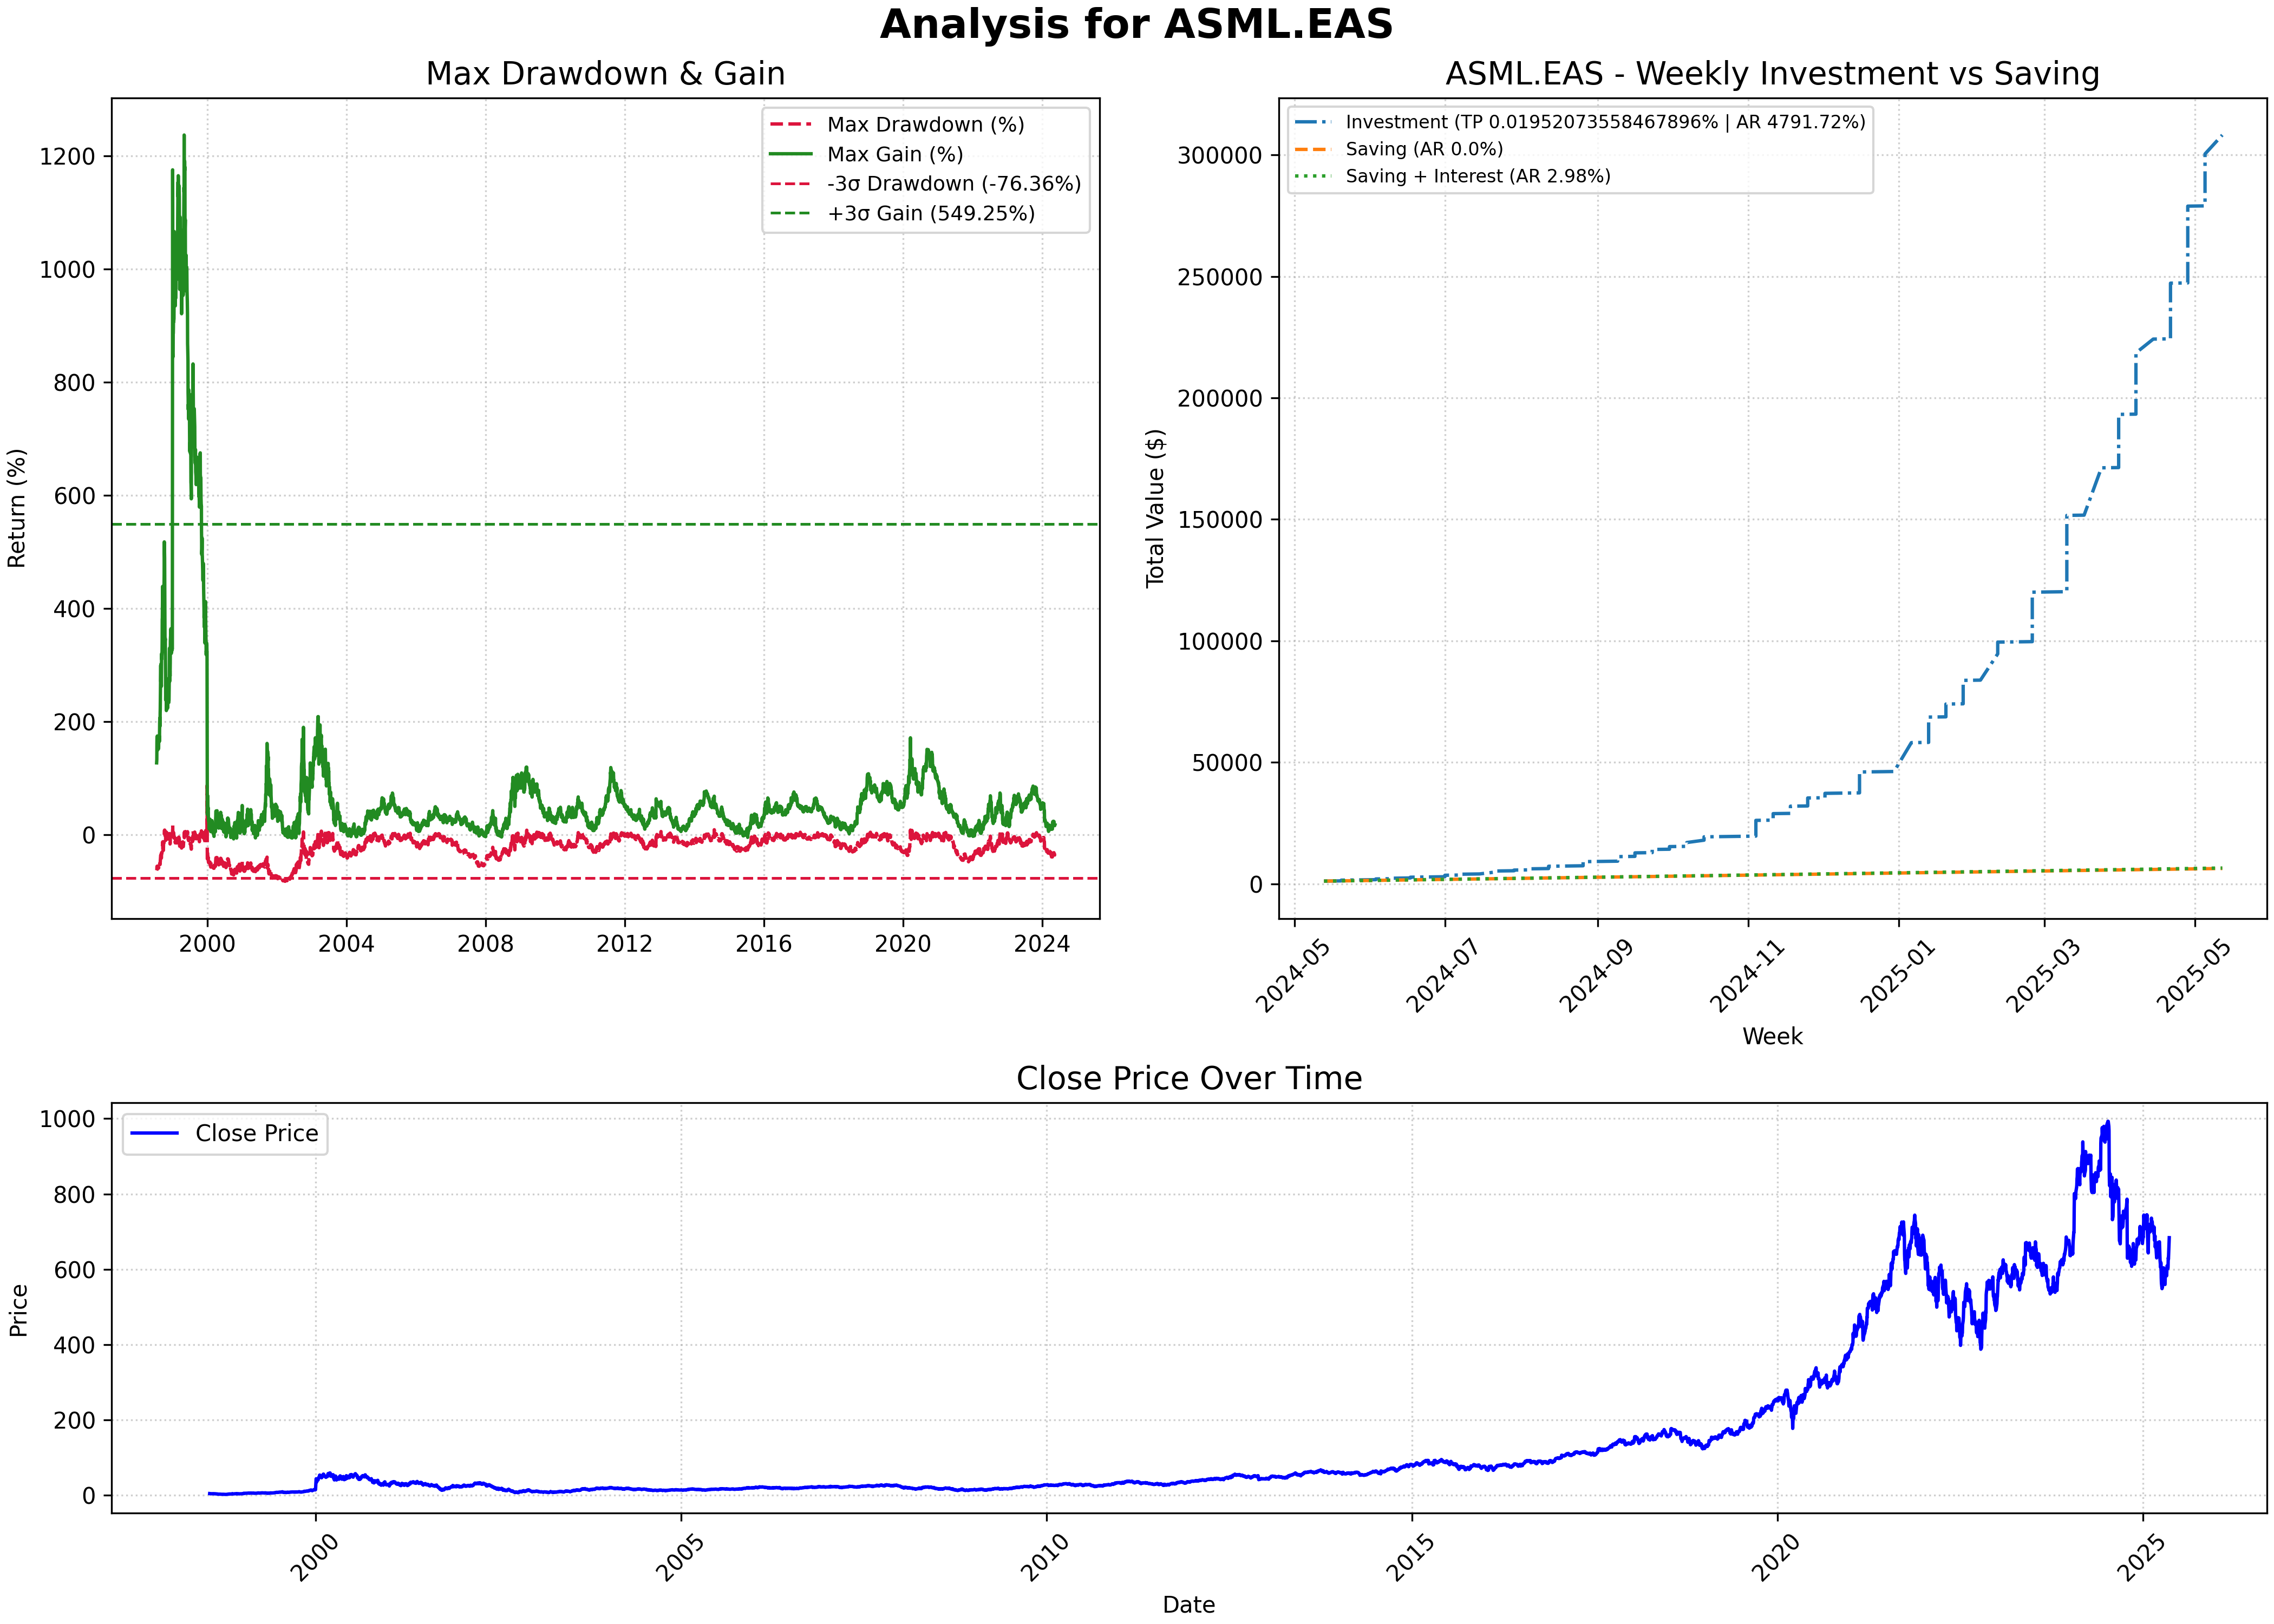 Analysis for ASML.EAS
Max Drawdown & Gain
Return (%)
1200
1000
800
600
400
200
0
2000 2004 2008 2012 2016 2020 2024
Max Drawdown (%)
Max Gain (%)
-3σ Drawdown (-76.36%)
+3σ Gain (549.25%)
ASML.EAS - Weekly Investment vs Saving
Total Value ($)
300000
250000
200000
150000
100000
50000
0
2024-05 2024-07 2024-09 2024-11 2025-01 2025-03 2025-05
Week
Investment (TP 0.01952073558467896% | AR 4791.72%)
Saving (AR 0.0%)
Saving + Interest (AR 2.98%)
Close Price Over Time
Price
1000
800
600
400
200
0
2000 2005 2010 2015 2020 2025
Date
Close Price